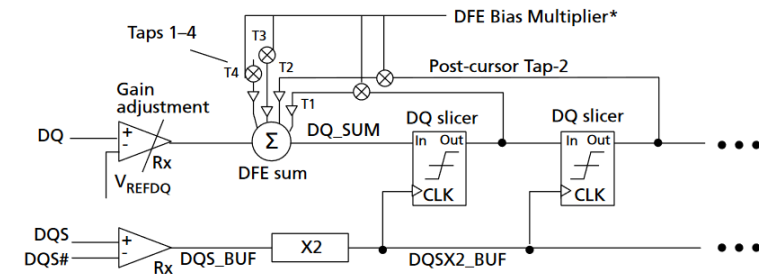 DFE Bias Multiplier*
Taps 1–4
T3
T4
T2
Post-cursor Tap-2
T1
Gain
adjustment
DQ slicer
DQ slicer
DQ
+
-
Rx
VREFDQ
Σ
DFE sum
DQ_SUM
In Out
CLK
In Out
CLK
DQS
DQS#
+
-
Rx
DQS_BUF
X2
DQSX2_BUF